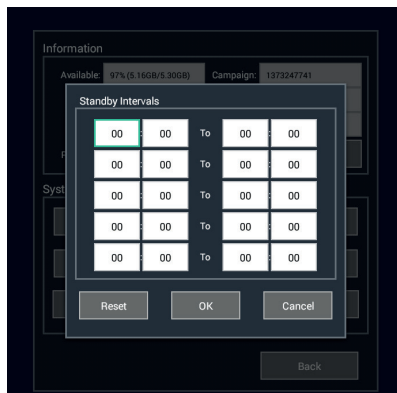 Information
Available: 97% (5.16GB/5.30GB) Campaign: 1373247741
Standby Intervals
00 : 00 To 00 : 00
00 : 00 To 00 : 00
00 : 00 To 00 : 00
00 : 00 To 00 : 00
00 : 00 To 00 : 00
Syst
Reset OK Cancel
Back